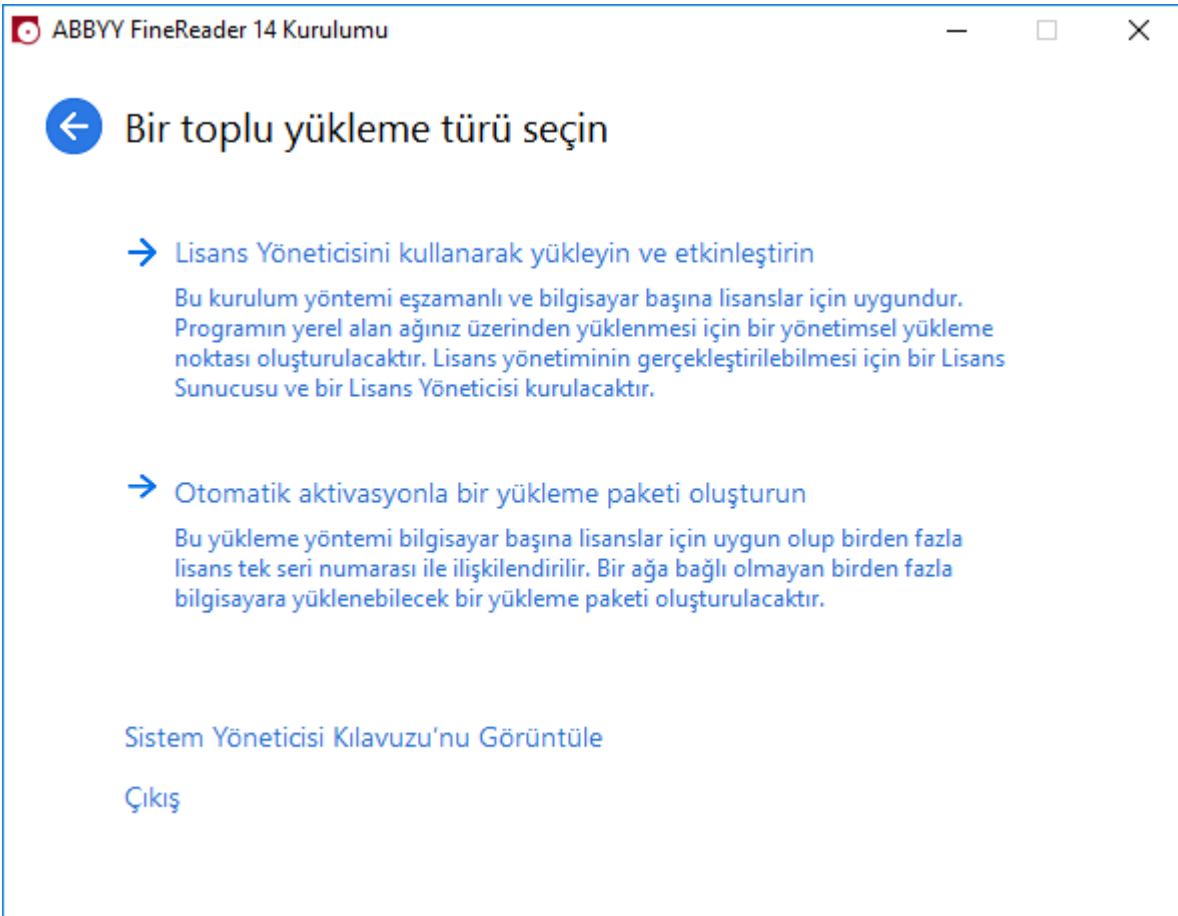 ABBYY FineReader 14 Kurulumu
Bir toplu yükleme türü seçin
Lisans Yöneticisini kullanarak yükleyin ve etkinleştirin
Bu kurulum yöntemi eşzamanlı ve bilgisayar başına lisanslar için uygundur.
Programın yerel alan ağınız üzerinden yüklenmesi için bir yönetimsel yükleme
noktası oluşturulacaktır. Lisans yönetiminin gerçekleştirilebilmesi için bir Lisans
Sunucusu ve bir Lisans Yöneticisi kurulacaktır.
Otomatik aktivasyonla bir yükleme paketi oluşturun
Bu yükleme yöntemi bilgisayar başına lisanslar için uygun olup birden fazla
lisans tek seri numarası ile ilişkilendirilir. Bir ağa bağlı olmayan birden fazla
bilgisayara yüklenebilecek bir yükleme paketi oluşturulacaktır.
Sistem Yöneticisi Kılavuzu’nu Görüntüle
Çıkış